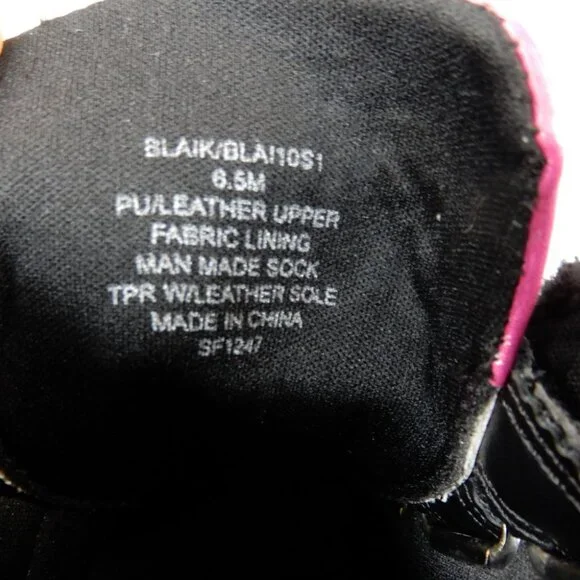 BLAIK/BLAI10S1
6.5M
PU/LEATHER UPPER
FABRIC LINING
MAN MADE SOCK
TPR W/LEATHER SOLE
MADE IN CHINA
SF1247